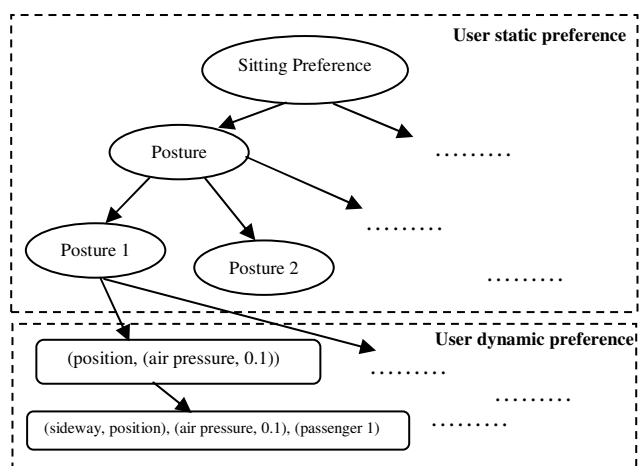 User static preference
Sitting Preference
Posture
.........
.........
Posture 1
Posture 2
.........
User dynamic preference
(position, (air pressure, 0.1))
.........
.........
(sideway, position), (air pressure, 0.1), (passenger 1)
.........